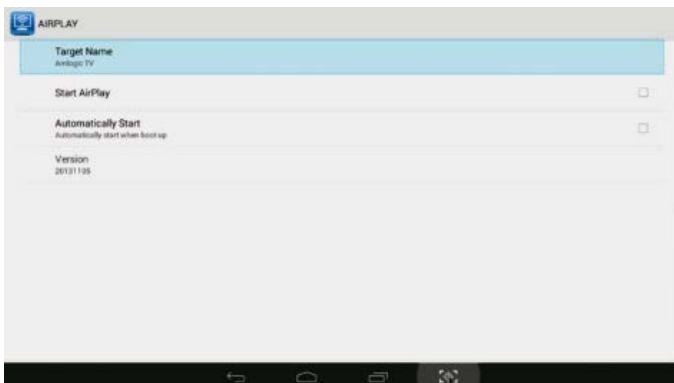 AIRPLAY
Target Name
Amlogic TV
Start AirPlay
Automatically Start
Automatically start when boot up
Version
20131105